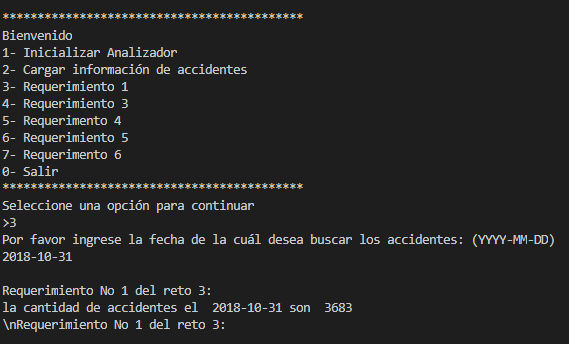 *******************************************
Bienvenido
1- Inicializar Analizador
2- Cargar información de accidentes
3- Requerimiento 1
4- Requerimiento 3
5- Requerimento 4
6- Requerimiento 5
7- Requerimiento 6
0- Salir
*******************************************
Seleccione una opción para continuar
>3
Por favor ingrese la fecha de la cuál desea buscar los accidentes: (YYYY-MM-DD)
2018-10-31
Requerimiento No 1 del reto 3:
la cantidad de accidentes el  2018-10-31 son  3683
\nRequerimiento No 1 del reto 3: